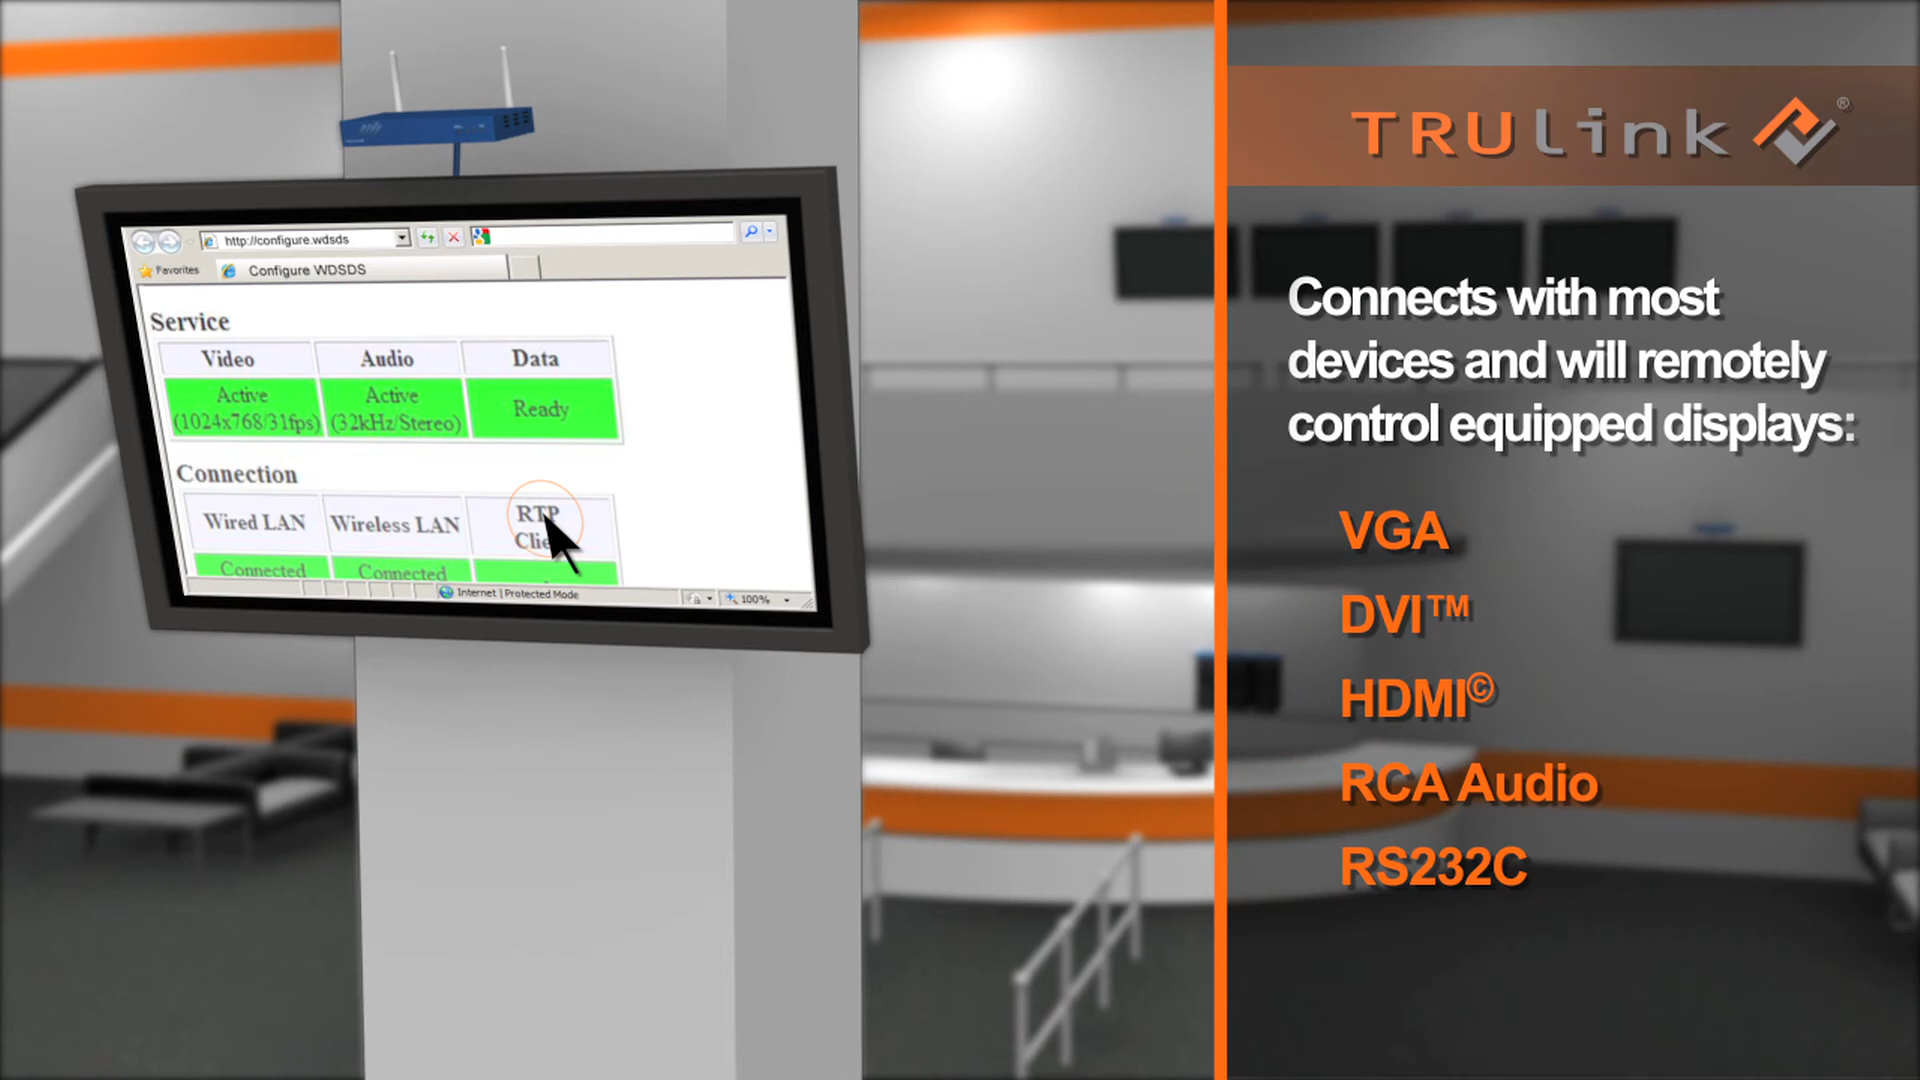 http://configure.wdsds
Favorites
Configure WDSDS
Service
Video Audio Data
Active Active Ready
(1024x768/31fps) (32kHz/Stereo)
Connection
Wired LAN Wireless LAN RTP
Connected Connected
Internet | Protected Mode
100%
TRULink ®
Connects with most
devices and will remotely
control equipped displays:
VGA
DVI™
HDMI©
RCA Audio
RS232C